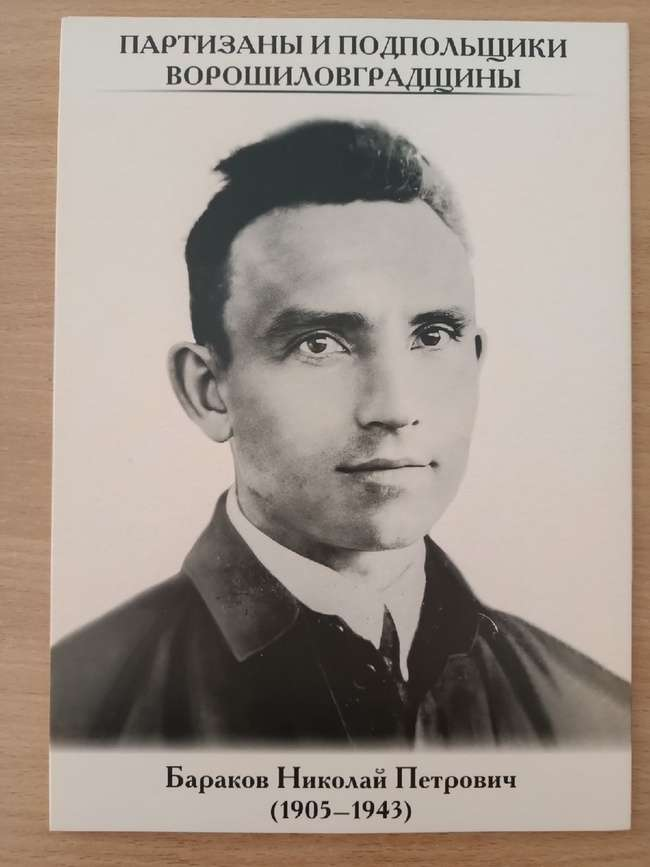 ПАРТИЗАНЫ И ПОДПОЛЬЩИКИ
ВОРОШИЛОВГРАДЩИНЫ
Бараков Николай Петрович
(1905–1943)